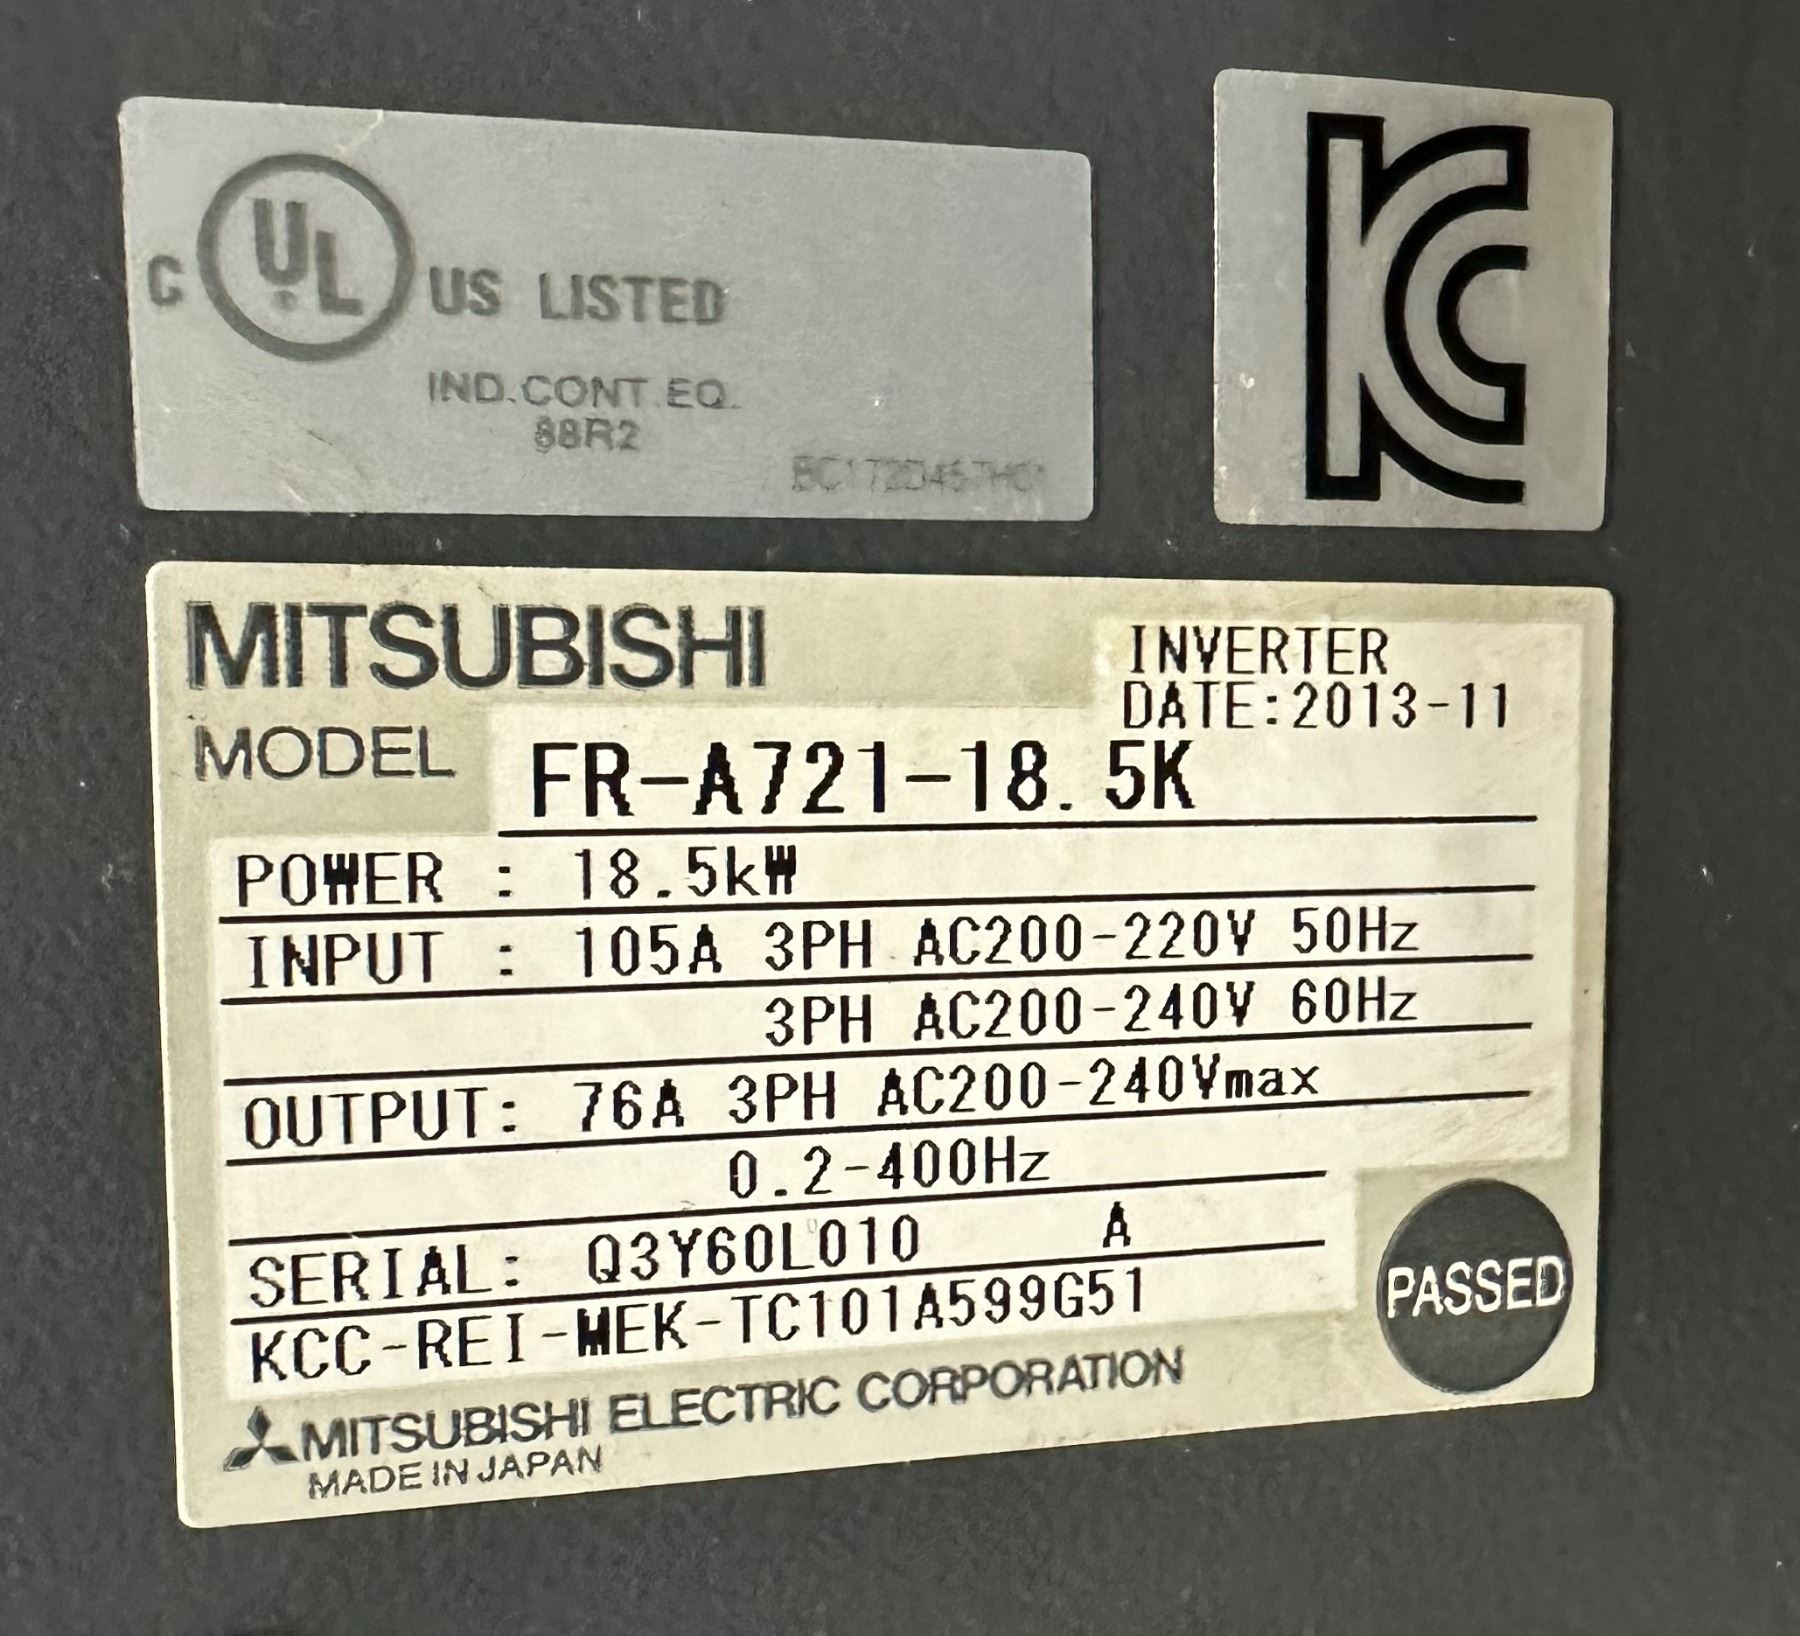 C UL US LISTED
IND.CONT.EQ.
88R2
KC
MITSUBISHI
INVERTER
DATE:2013-11
MODEL FR-A721-18.5K
POWER : 18.5kW
INPUT : 105A 3PH AC200-220V 50Hz
3PH AC200-240V 60Hz
OUTPUT: 76A 3PH AC200-240Vmax
0.2-400Hz
SERIAL: Q3Y60L010 A
KCC-REI-MEK-TC101A599G51
PASSED
MITSUBISHI ELECTRIC CORPORATION
MADE IN JAPAN